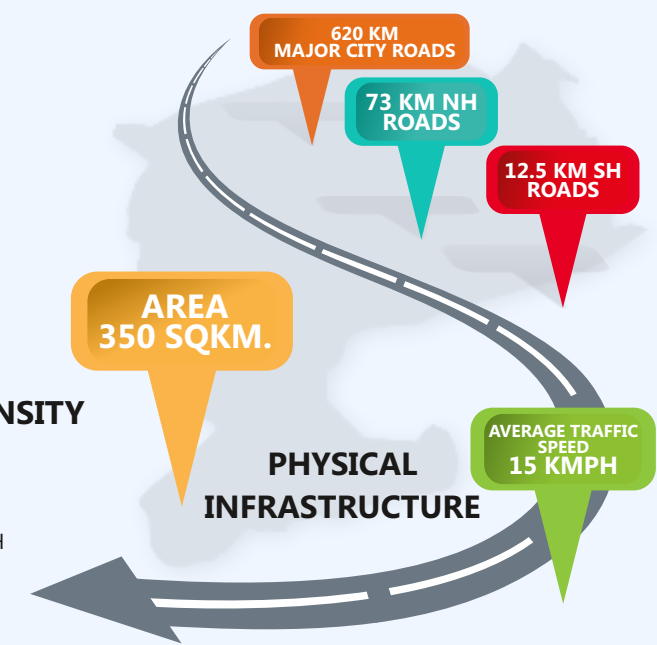 620 KM
MAJOR CITY ROADS
73 KM NH
ROADS
12.5 KM SH
ROADS
AREA
350 SQKM.
NSITY
AVERAGE TRAFFIC
SPEED
15 KMPH
PHYSICAL
INFRASTRUCTURE
H